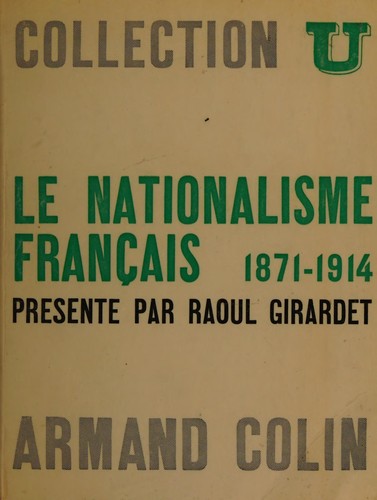 COLLECTION U
LE NATIONALISME
FRANÇAIS 1871-1914
PRESENTE PAR RAOUL GIRARDET
ARMAND COLIN